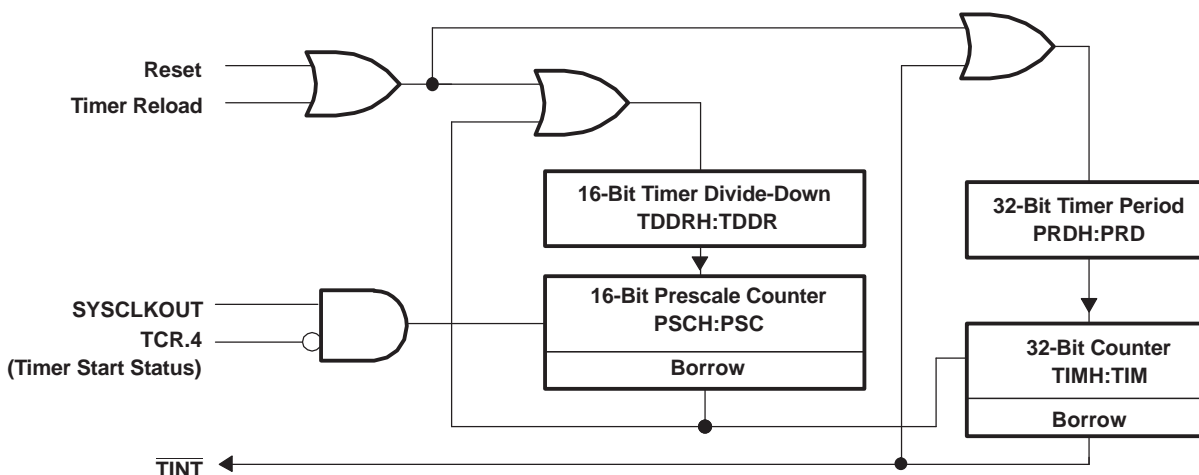 Reset
Timer Reload
16-Bit Timer Divide-Down
TDDRH:TDDR
32-Bit Timer Period
PRDH:PRD
SYSCLKOUT
TCR.4
(Timer Start Status)
16-Bit Prescale Counter
PSCH:PSC
Borrow
32-Bit Counter
TIMH:TIM
Borrow
TINT